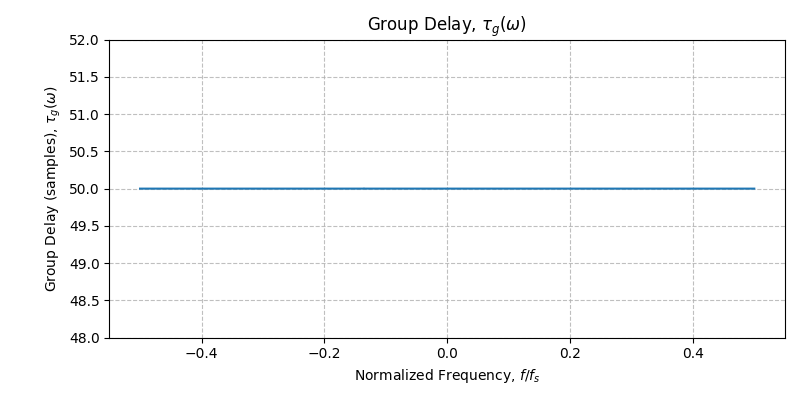 Group Delay, τg(ω)
Group Delay (samples), τg(ω)
52.0
51.5
51.0
50.5
50.0
49.5
49.0
48.5
48.0
−0.4 −0.2 0.0 0.2 0.4
Normalized Frequency, f/fs